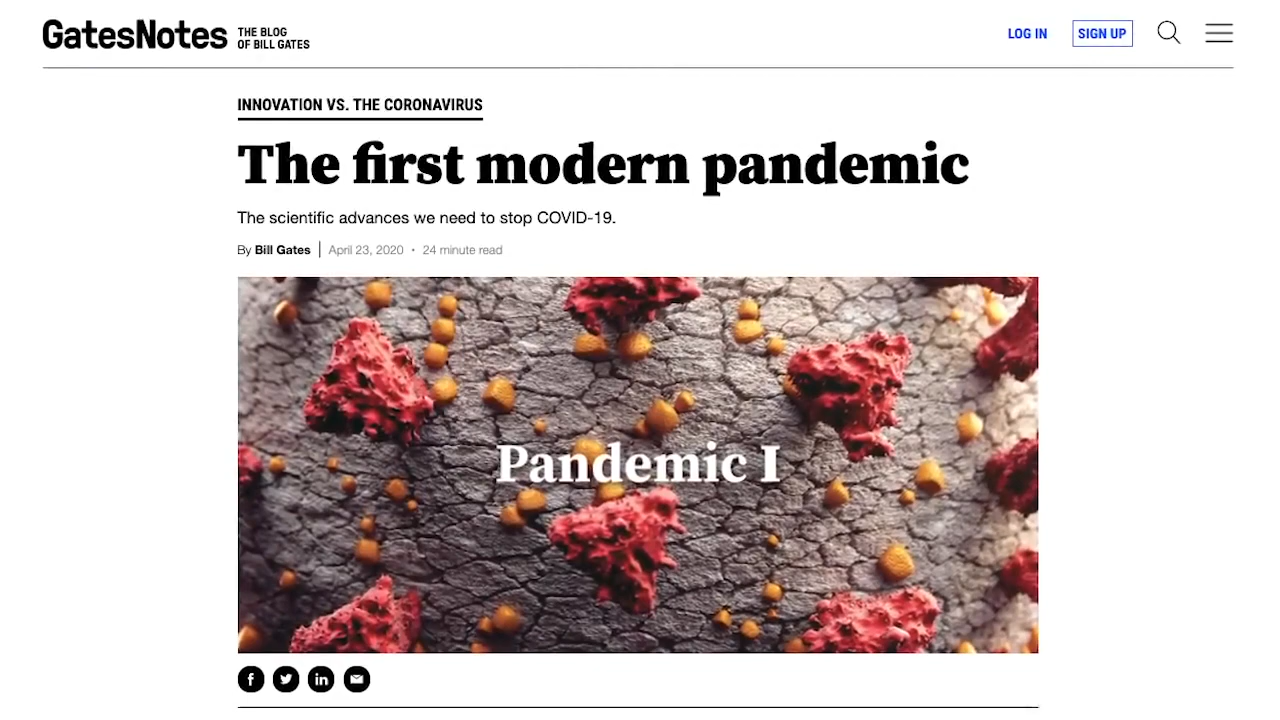 GatesNotes
THE BLOG
OF BILL GATES
LOG IN
SIGN UP
INNOVATION VS. THE CORONAVIRUS
The first modern pandemic
The scientific advances we need to stop COVID-19.
By Bill Gates | April 23, 2020 • 24 minute read
Pandemic I